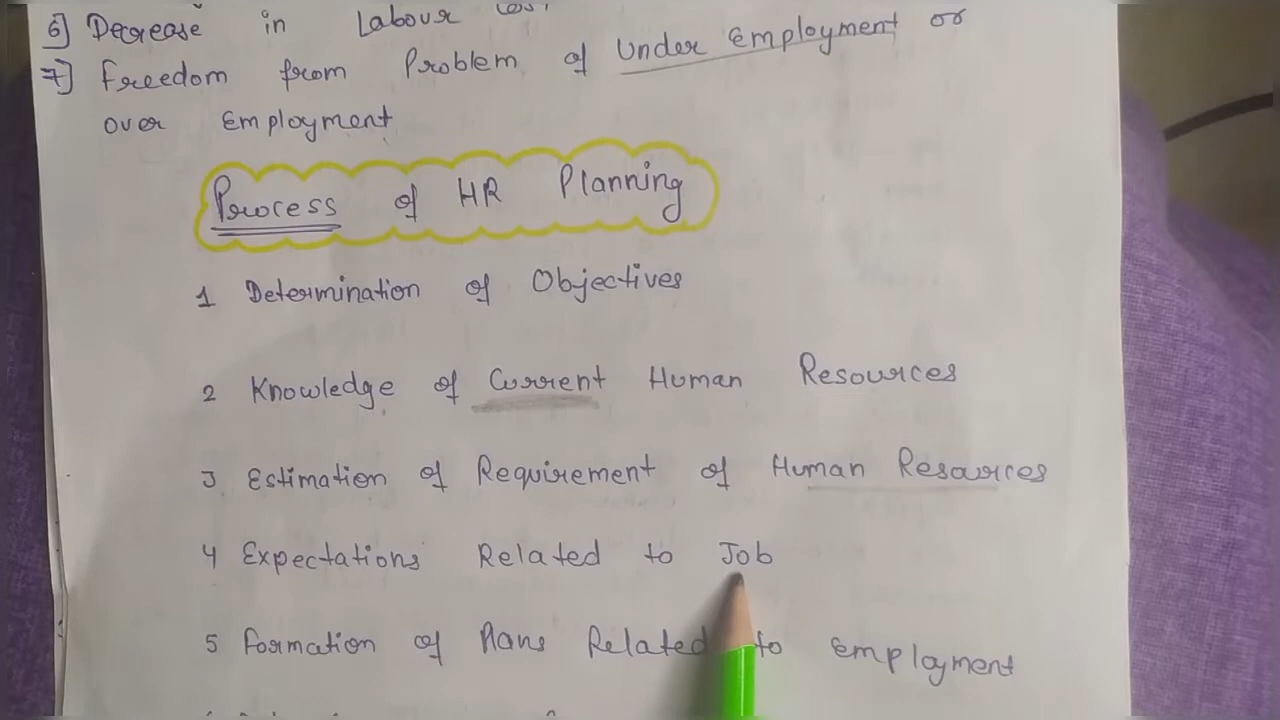 6] Decrease in Labour Cost
7] Freedom from Problem of Under Employment or
over Employment
Process of HR Planning
1 Determination of Objectives
2 Knowledge of Current Human Resources
3 Estimation of Requirement of Human Resources
4 Expectations Related to Job
5 Formation of Plans Related to Employment